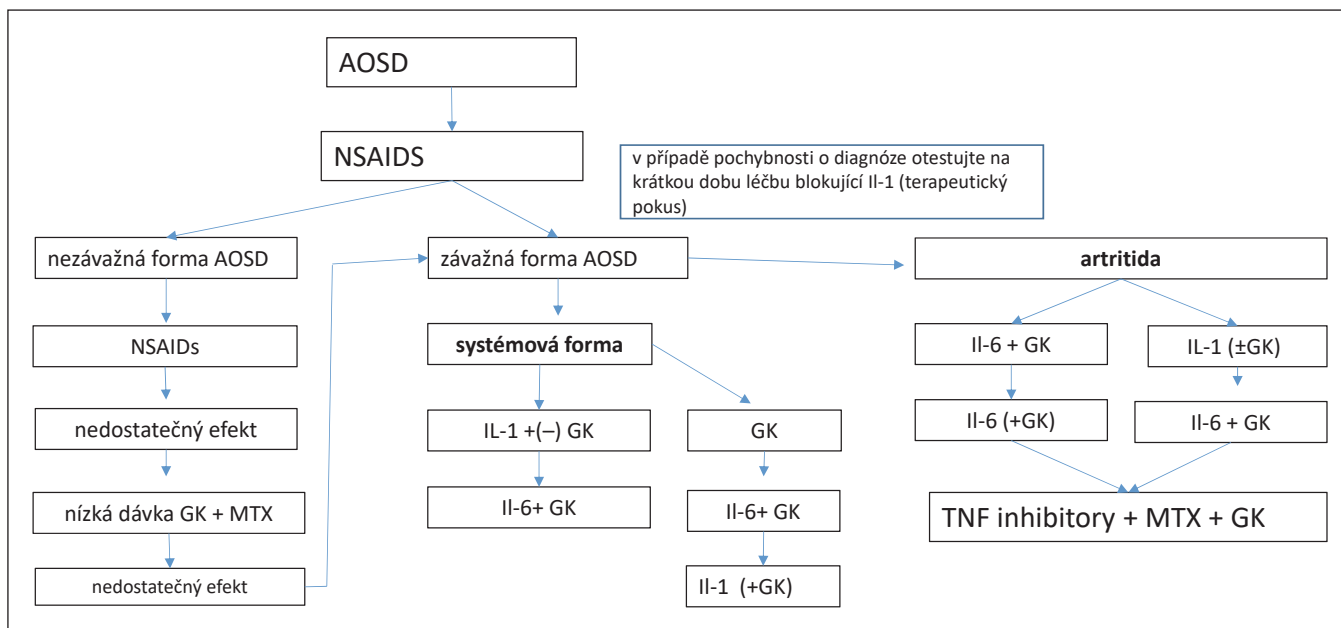 AOSD
NSAIDS
v případě pochybnosti o diagnóze otestujte na
krátkou dobu léčbu blokující Il-1 (terapeutický
pokus)
nezávažná forma AOSD
závažná forma AOSD
artritida
NSAIDs
systémová forma
Il-6 + GK
IL-1 (±GK)
nedostatečný efekt
IL-1 +(–) GK
GK
Il-6 (+GK)
Il-6 + GK
nízká dávka GK + MTX
Il-6+ GK
Il-6+ GK
TNF inhibitory + MTX + GK
nedostatečný efekt
Il-1 (+GK)